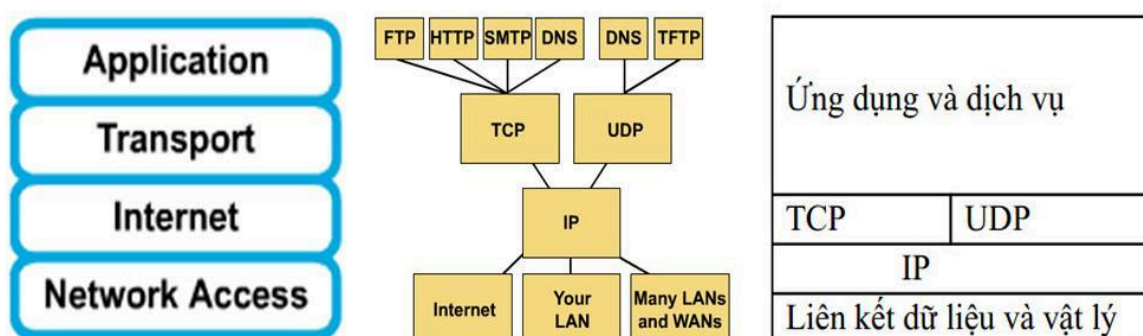 Application
Transport
Internet
Network Access
FTP HTTP SMTP DNS DNS TFTP
TCP UDP
IP
Internet
Your
LAN
Many LANs
and WANs
Ứng dụng và dịch vụ
TCP UDP
IP
Liên kết dữ liệu và vật lý